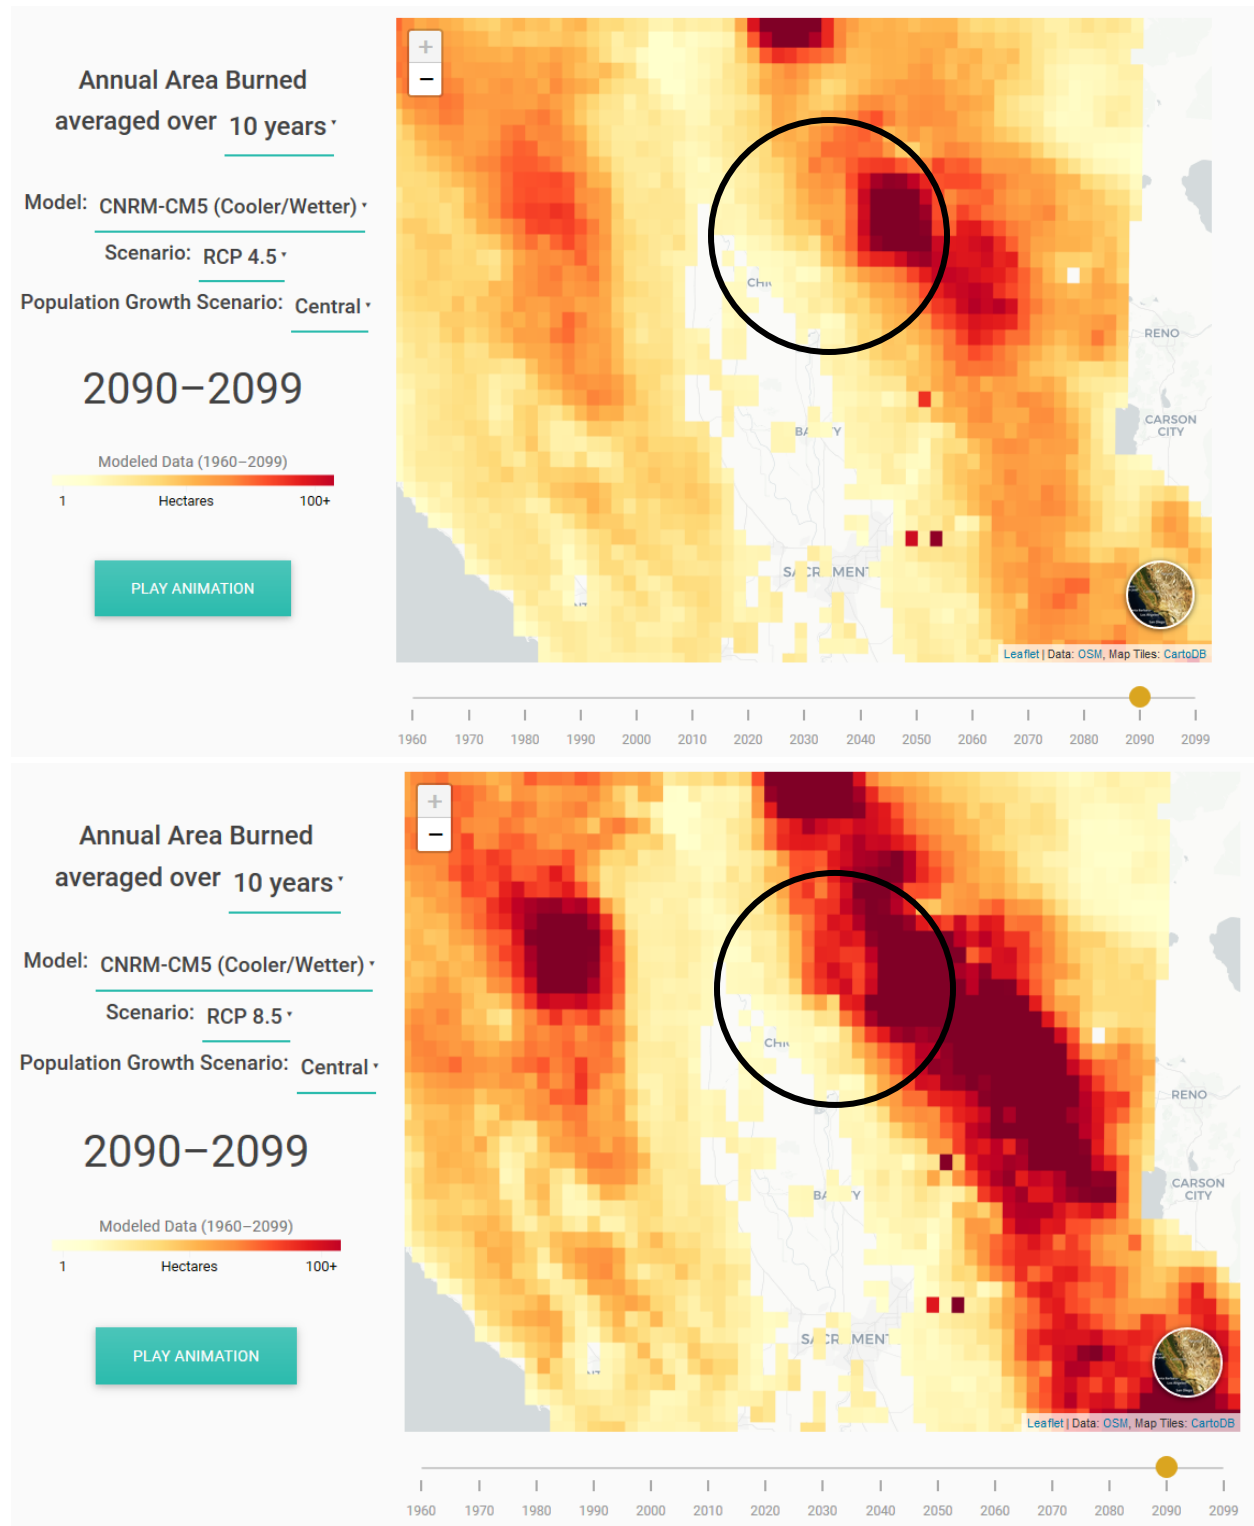 Annual Area Burned
averaged over 10 years
Model: CNRM-CM5 (Cooler/Wetter)
Scenario: RCP 4.5
Population Growth Scenario: Central
2090–2099
Modeled Data (1960–2099)
1 Hectares 100+
PLAY ANIMATION
+
−
RENO
CARSON
CITY
Leaflet | Data: OSM, Map Tiles: CartoDB
1960 1970 1980 1990 2000 2010 2020 2030 2040 2050 2060 2070 2080 2090 2099
Annual Area Burned
averaged over 10 years
Model: CNRM-CM5 (Cooler/Wetter)
Scenario: RCP 8.5
Population Growth Scenario: Central
2090–2099
Modeled Data (1960–2099)
1 Hectares 100+
PLAY ANIMATION
+
−
RENO
CARSON
CITY
Leaflet | Data: OSM, Map Tiles: CartoDB
1960 1970 1980 1990 2000 2010 2020 2030 2040 2050 2060 2070 2080 2090 2099